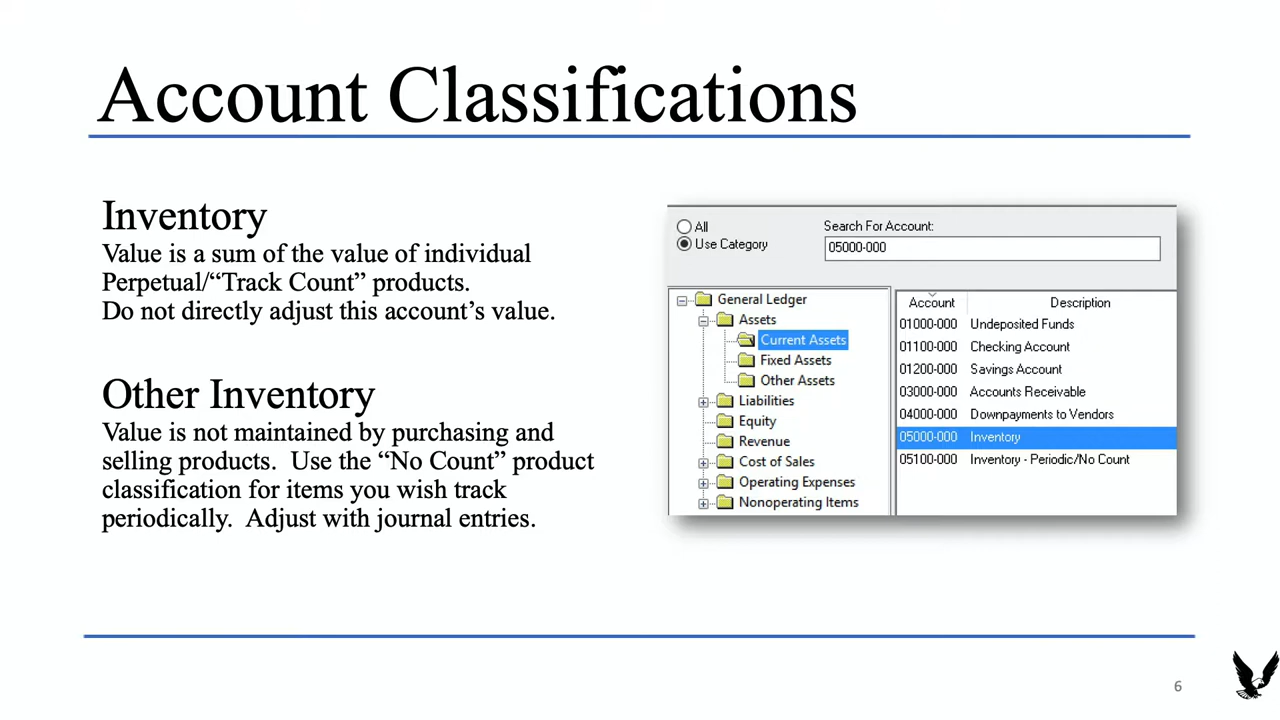 Account Classifications
Inventory
Value is a sum of the value of individual
Perpetual/“Track Count” products.
Do not directly adjust this account’s value.
Other Inventory
Value is not maintained by purchasing and
selling products.  Use the “No Count” product
classification for items you wish track
periodically.  Adjust with journal entries.
All
Use Category
Search For Account:
05000-000
General Ledger
Assets
Current Assets
Fixed Assets
Other Assets
Liabilities
Equity
Revenue
Cost of Sales
Operating Expenses
Nonoperating Items
Account Description
01000-000 Undeposited Funds
01100-000 Checking Account
01200-000 Savings Account
03000-000 Accounts Receivable
04000-000 Downpayments to Vendors
05000-000 Inventory
05100-000 Inventory - Periodic/No Count
6